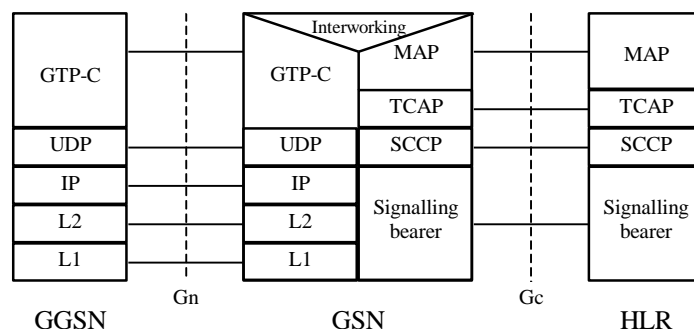 Interworking
GTP-C
GTP-C
MAP
MAP
TCAP
TCAP
UDP
UDP
SCCP
SCCP
IP
IP
L2
L2
Signalling
bearer
Signalling
bearer
L1
L1
Gn
Gc
GGSN
GSN
HLR